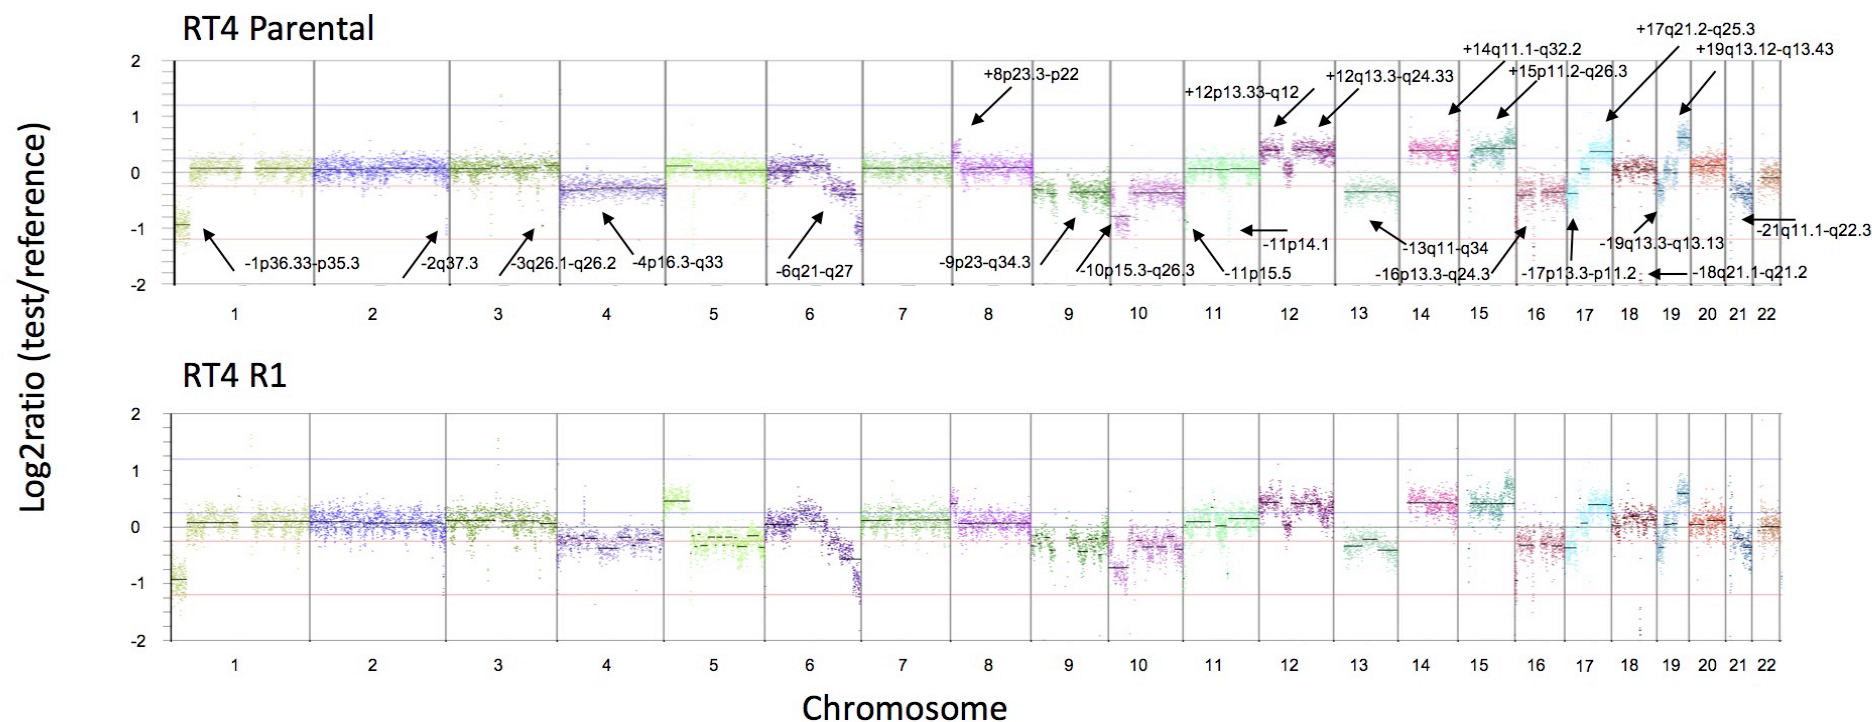 RT4 Parental
+17q21.2-q25.3
+14q11.1-q32.2
+19q13.12-q13.43
+8p23.3-p22
+12q13.3-q24.33
+15p11.2-q26.3
+12p13.33-q12
2
1
0
-1
-2
-1p36.33-p35.3
-2q37.3
-3q26.1-q26.2
-4p16.3-q33
-6q21-q27
-9p23-q34.3
-10p15.3-q26.3
-11p15.5
-11p14.1
-13q11-q34
-16p13.3-q24.3
-17p13.3-p11.2
-19q13.3-q13.13
-18q21.1-q21.2
-21q11.1-q22.3
1 2 3 4 5 6 7 8 9 10 11 12 13 14 15 16 17 18 19 20 21 22
Log2ratio (test/reference)
RT4 R1
2
1
0
-1
-2
1 2 3 4 5 6 7 8 9 10 11 12 13 14 15 16 17 18 19 20 21 22
Chromosome